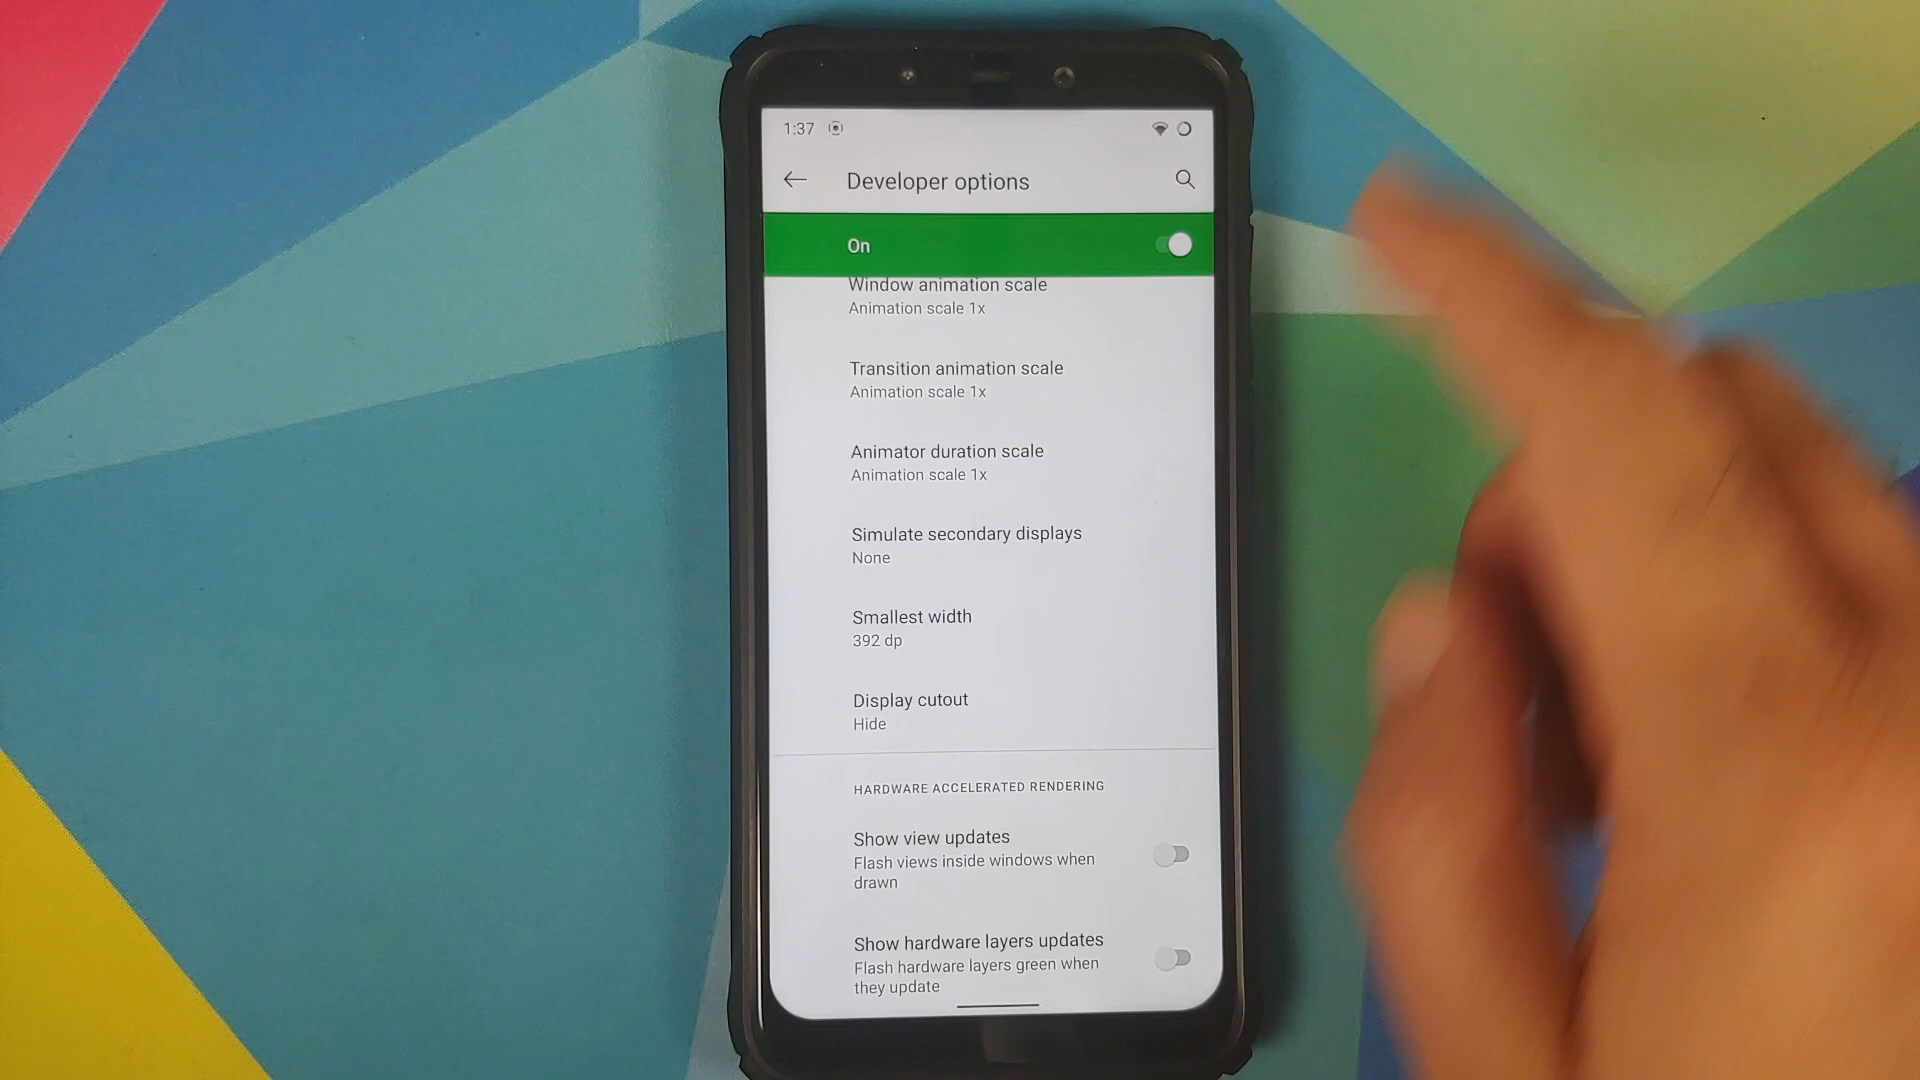 1:37
Developer options
On
Window animation scale
Animation scale 1x
Transition animation scale
Animation scale 1x
Animator duration scale
Animation scale 1x
Simulate secondary displays
None
Smallest width
392 dp
Display cutout
Hide
HARDWARE ACCELERATED RENDERING
Show view updates
Flash views inside windows when
drawn
Show hardware layers updates
Flash hardware layers green when
they update